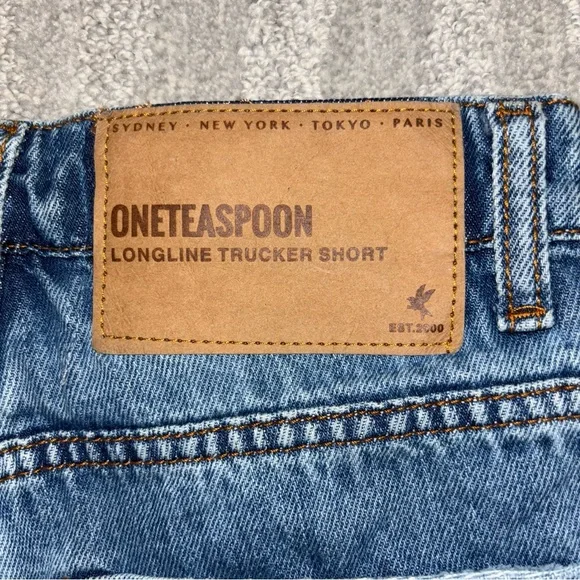 SYDNEY · NEW YORK · TOKYO · PARIS
ONETEASPOON
LONGLINE TRUCKER SHORT
EST.2000